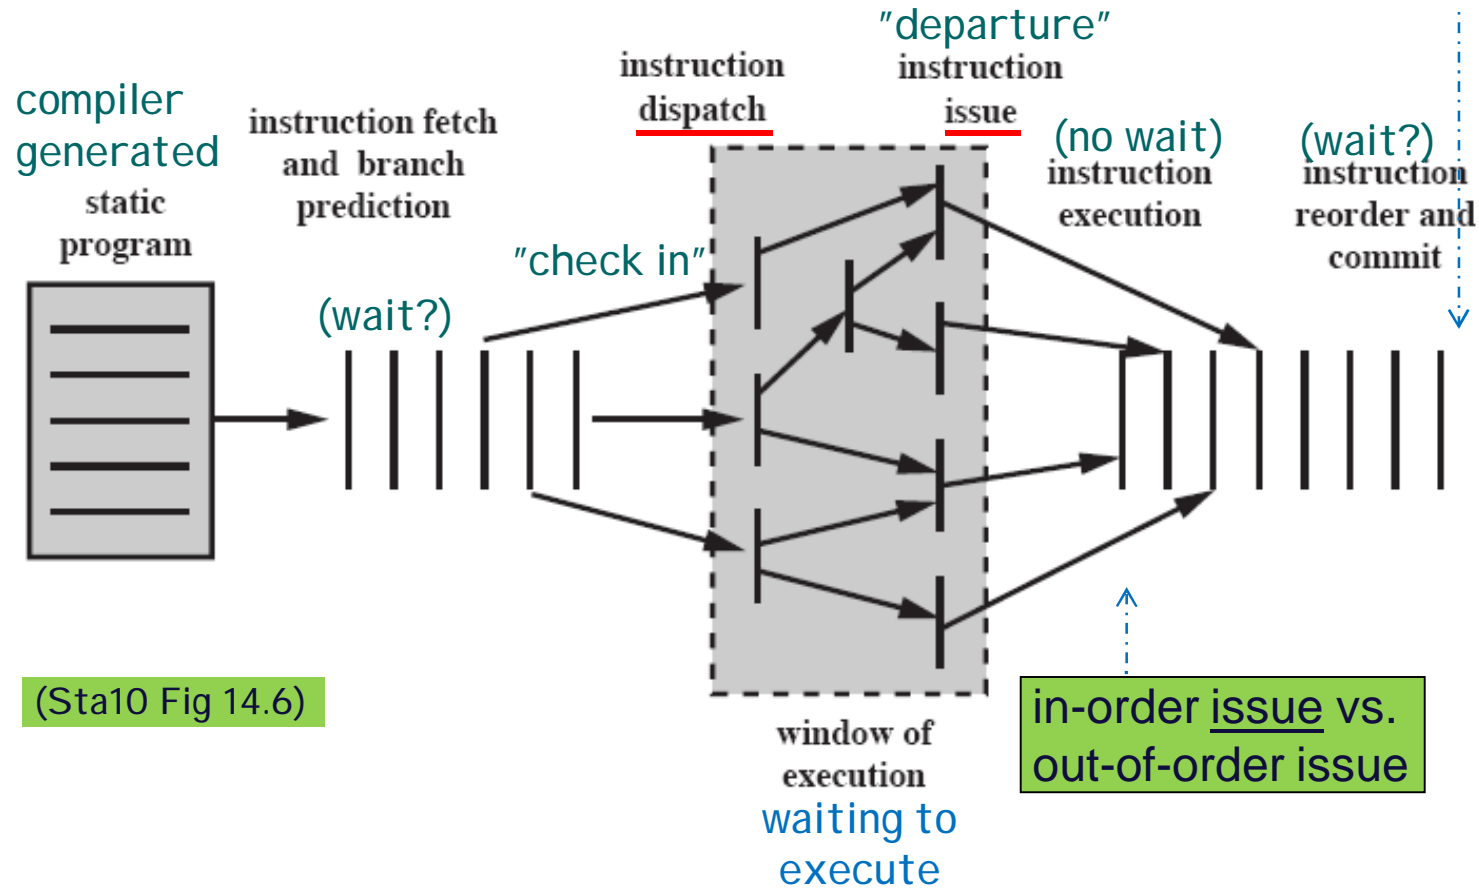 compiler
generated
static
program
instruction fetch
and branch
prediction
(wait?)
"check in"
instruction
dispatch
"departure"
instruction
issue
(no wait)
instruction
execution
(wait?)
instruction
reorder and
commit
(Sta10 Fig 14.6)
window of
execution
waiting to
execute
in-order issue vs.
out-of-order issue